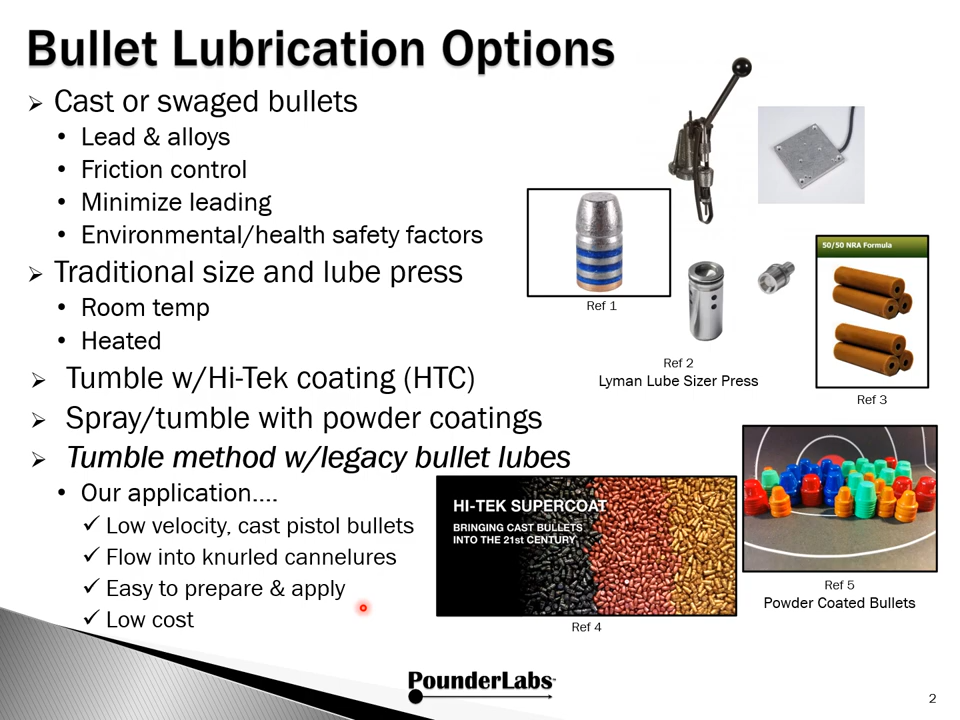 Bullet Lubrication Options
Cast or swaged bullets
Lead & alloys
Friction control
Minimize leading
Environmental/health safety factors
Traditional size and lube press
Room temp
Heated
Tumble w/Hi-Tek coating (HTC)
Spray/tumble with powder coatings
Tumble method w/legacy bullet lubes
Our application....
Low velocity, cast pistol bullets
Flow into knurled cannelures
Easy to prepare & apply
Low cost
Ref 1
Ref 2
Lyman Lube Sizer Press
50/50 NRA Formula
Ref 3
HI-TEK SUPERCOAT
BRINGING CAST BULLETS
INTO THE 21st CENTURY
Ref 4
Ref 5
Powder Coated Bullets
PounderLabs
2